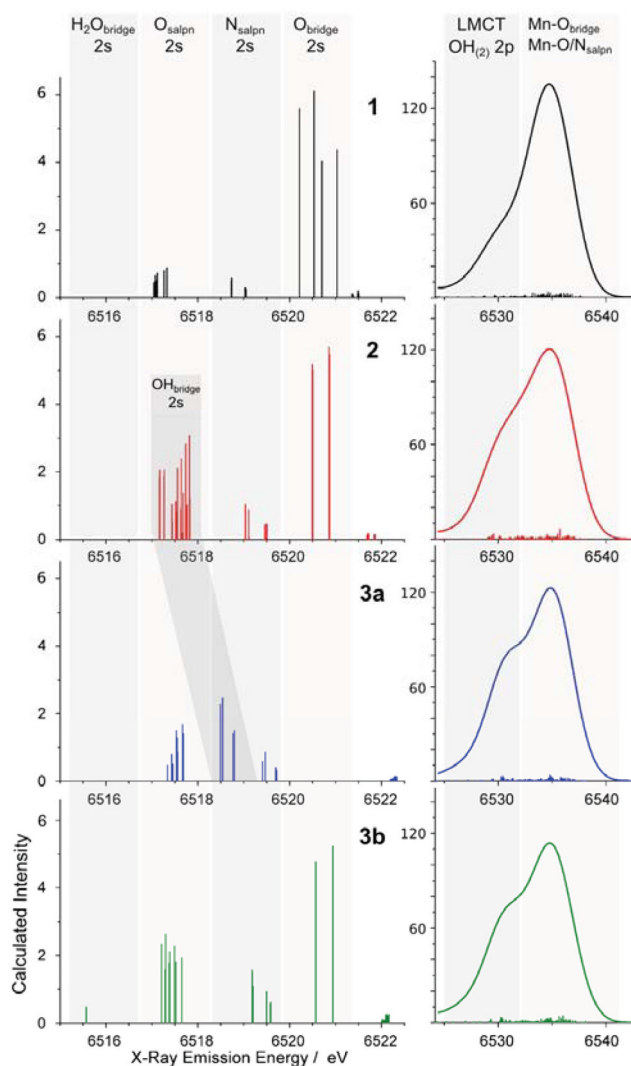 H₂Obridge Osalpn Nsalpn Obridge
2s 2s 2s 2s
LMCT Mn-Obridge
OH(2) 2p Mn-O/Nsalpn
6
4
2
0
1
120
60
6516 6518 6520 6522
6530 6540
6
4
2
0
OHbridge
2s
2
120
60
6516 6518 6520 6522
6530 6540
6
4
2
0
3a
120
60
6516 6518 6520 6522
6530 6540
6
4
2
0
3b
120
60
6516 6518 6520 6522
6530 6540
Calculated Intensity
X-Ray Emission Energy / eV